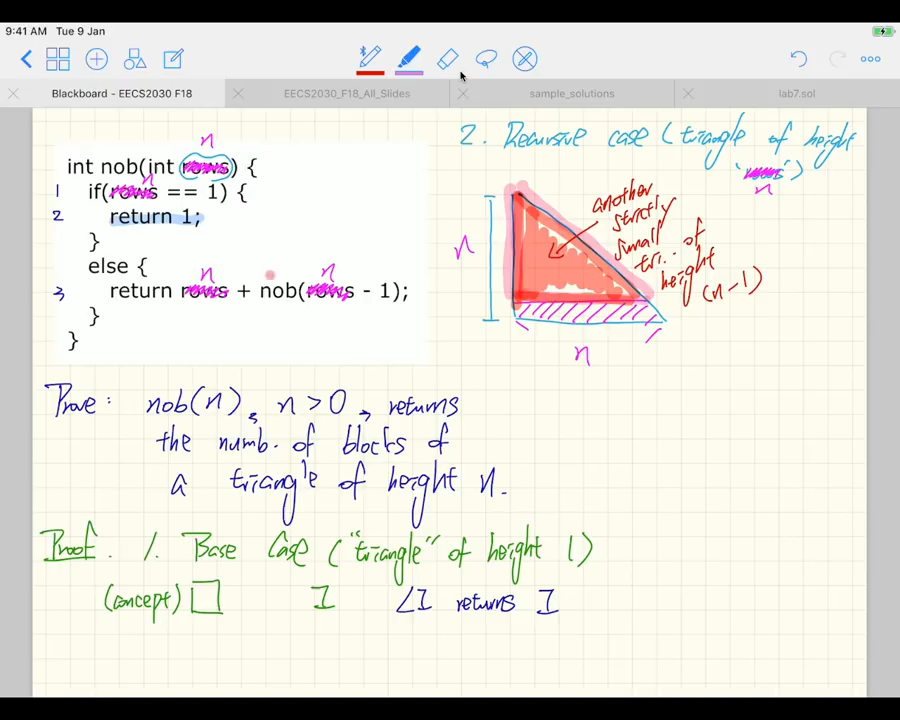 9:41 AM Tue 9 Jan
Blackboard - EECS2030 F18
EECS2030_F18_All_Slides
sample_solutions
lab7.sol
n
int nob(int rows) {
1 if(rows == 1) {
n
2 return 1;
}
else {
n n
3 return rows + nob(rows - 1);
}
}
2. Recursive case (triangle of height
"rows")
n
n
another
strictly
small
tri. of
height
(n-1)
n
Prove: nob(n), n > 0, returns
the numb. of blocks of
a triangle of height n.
Proof. 1. Base Case ("triangle" of height 1)
(concept) 1 L1 returns 1